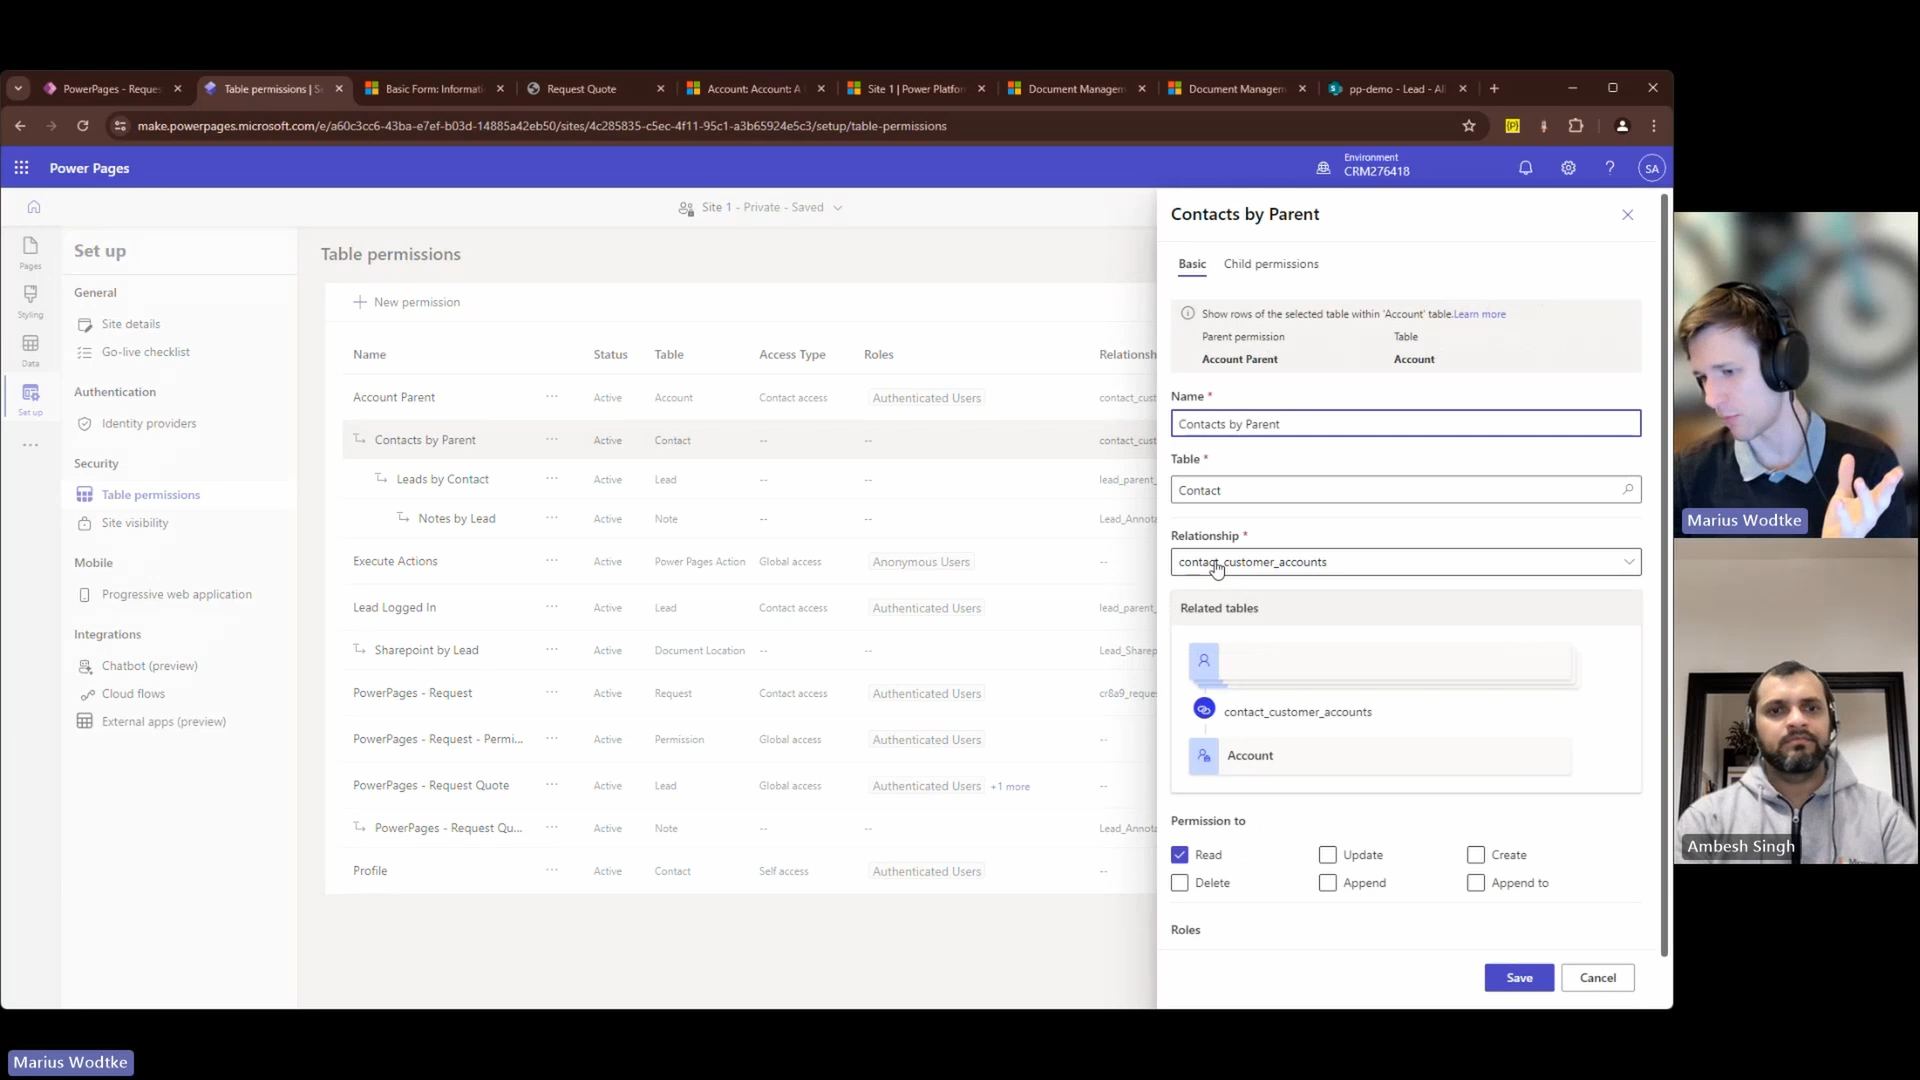 PowerPages - Reques
Table permissions | S
Basic Form: Informati
Request Quote
Account: Account: A
Site 1 | Power Platfor
Document Managem
Document Managem
pp-demo - Lead - All
make.powerpages.microsoft.com/e/a60c3cc6-43ba-e7ef-b03d-14885a42eb50/sites/4c285835-c5ec-4f11-95c1-a3b65924e5c3/setup/table-permissions
Power Pages
Environment
CRM276418
SA
Site 1 - Private - Saved
Pages
Styling
Data
Set up
Set up
General
Site details
Go-live checklist
Authentication
Identity providers
Security
Table permissions
Site visibility
Mobile
Progressive web application
Integrations
Chatbot (preview)
Cloud flows
External apps (preview)
Table permissions
New permission
Name Status Table Access Type Roles Relationsh
Account Parent ... Active Account Contact access Authenticated Users contact_cust
Contacts by Parent ... Active Contact -- -- contact_cust
Leads by Contact ... Active Lead -- -- lead_parent_
Notes by Lead ... Active Note -- -- Lead_Annota
Execute Actions ... Active Power Pages Action Global access Anonymous Users --
Lead Logged In ... Active Lead Contact access Authenticated Users lead_parent_
Sharepoint by Lead ... Active Document Location -- -- Lead_Sharep
PowerPages - Request ... Active Request Contact access Authenticated Users cr8a9_reques
PowerPages - Request - Permi... ... Active Permission Global access Authenticated Users --
PowerPages - Request Quote ... Active Lead Global access Authenticated Users +1 more --
PowerPages - Request Qu... ... Active Note -- -- Lead_Annota
Profile ... Active Contact Self access Authenticated Users --
Contacts by Parent
Basic Child permissions
Show rows of the selected table within 'Account' table.Learn more
Parent permission Table
Account Parent Account
Name *
Contacts by Parent
Table *
Contact
Relationship *
contact_customer_accounts
Related tables
contact_customer_accounts
Account
Permission to
Read Update Create
Delete Append Append to
Roles
Save Cancel
Marius Wodtke
Ambesh Singh
Marius Wodtke